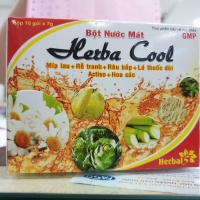 Hộp 10 gói x 7g
GMP
Bột Nước Mát
Herba Cool
Mía lau + Rễ tranh + Râu bắp + Lá thuốc dòi
Actiso + Hoa cúc
Herbal